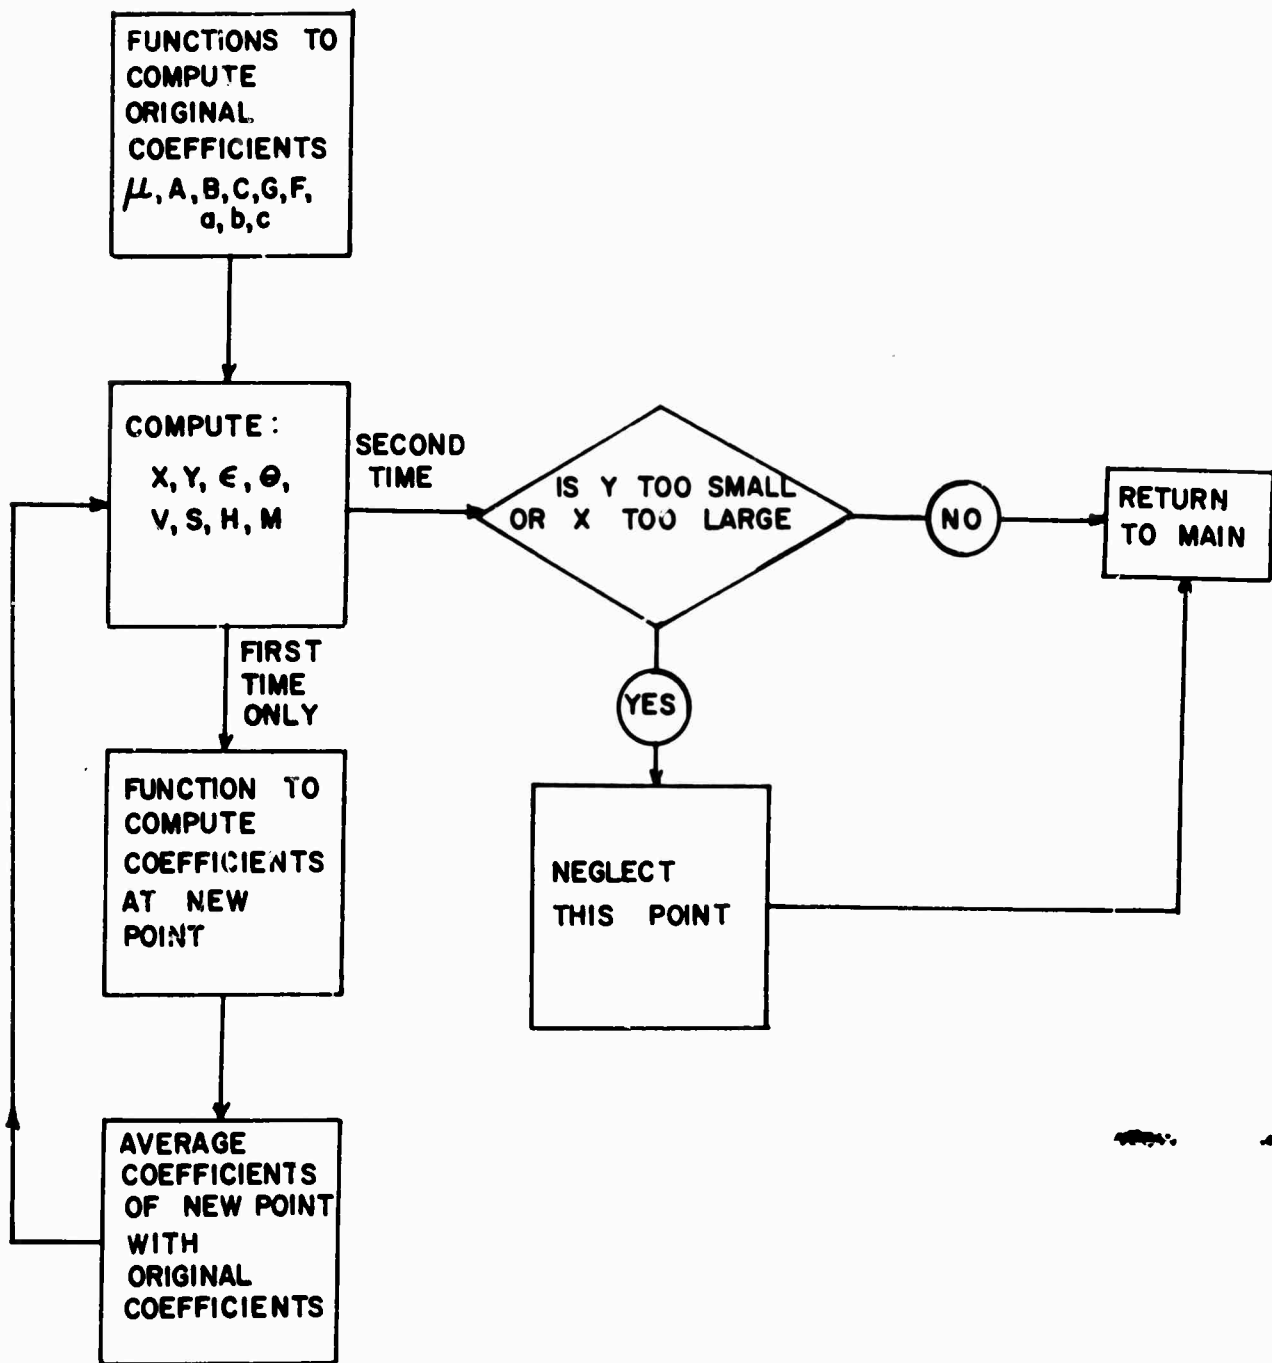 FUNCTIONS TO
COMPUTE
ORIGINAL
COEFFICIENTS
μ, A, B, C, G, F,
a, b, c
COMPUTE:
X, Y, ϵ, Θ,
V, S, H, M
SECOND
TIME
IS Y TOO SMALL
OR X TOO LARGE
NO
RETURN
TO MAIN
FIRST
TIME
ONLY
YES
FUNCTION TO
COMPUTE
COEFFICIENTS
AT NEW
POINT
NEGLECT
THIS POINT
AVERAGE
COEFFICIENTS
OF NEW POINT
WITH
ORIGINAL
COEFFICIENTS